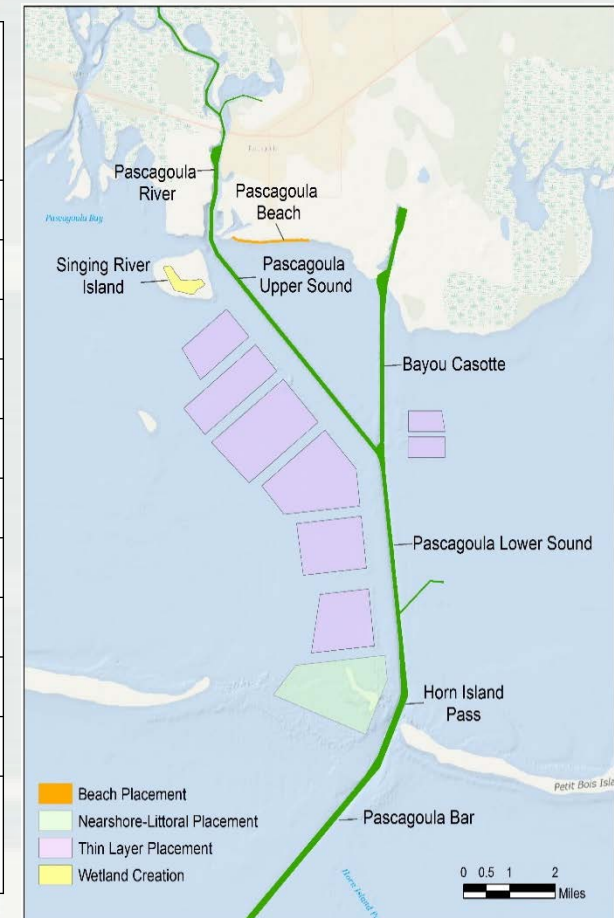 Pascagoula
River
Pascagoula
Beach
Pascagoula Bay
Singing River
Island
Pascagoula
Upper Sound
Bayou Casotte
Pascagoula Lower Sound
Horn Island
Pass
Petit Bois Isla
Pascagoula Bar
Beach Placement
Nearshore-Littoral Placement
Thin Layer Placement
Wetland Creation
0 0.5 1 2
Miles